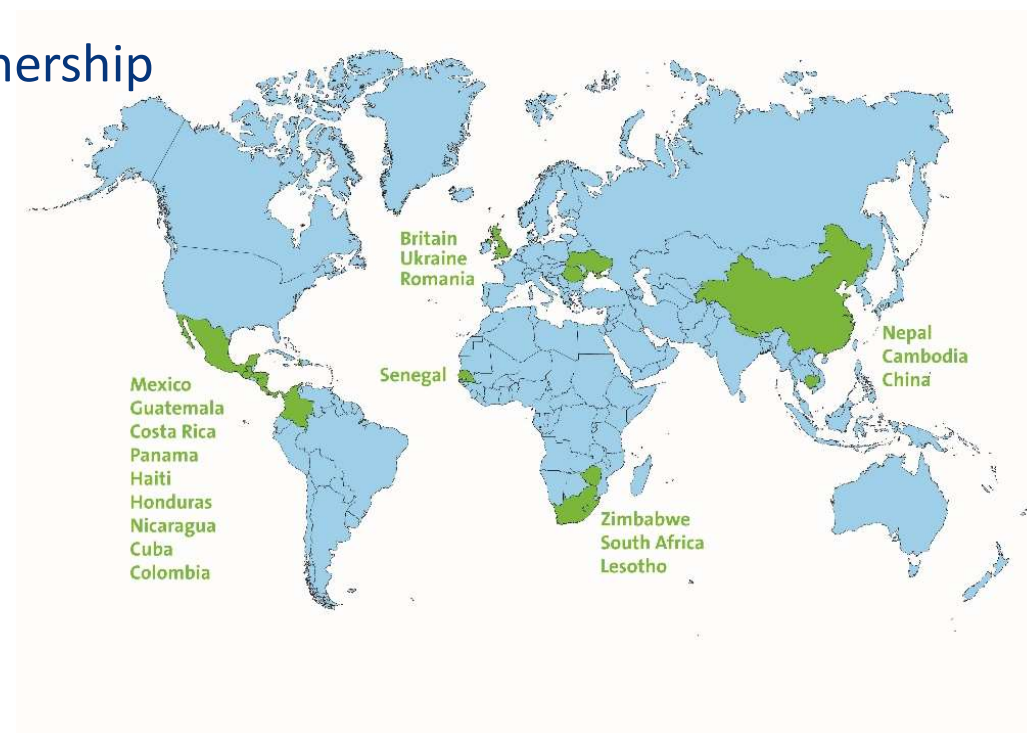 nership
Britain
Ukraine
Romania
Senegal
Nepal
Cambodia
China
Mexico
Guatemala
Costa Rica
Panama
Haiti
Honduras
Nicaragua
Cuba
Colombia
Zimbabwe
South Africa
Lesotho